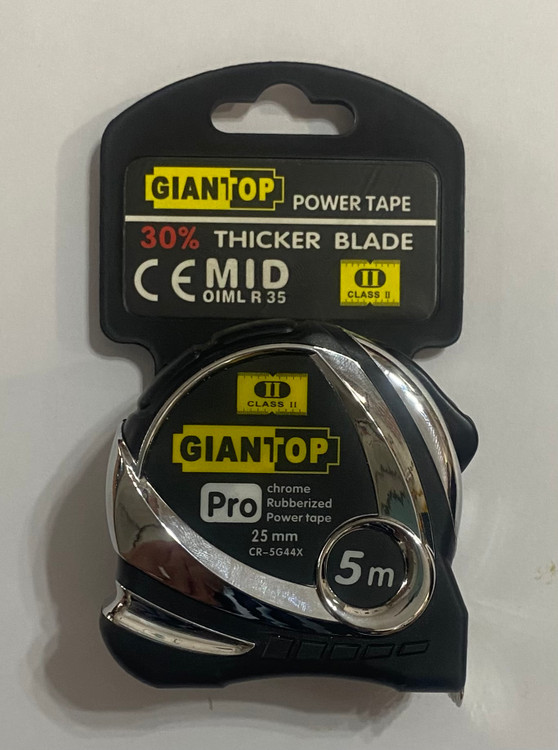 GIANTOP POWER TAPE
30% THICKER BLADE
CE MID
OIML R 35
II
CLASS II
II
CLASS II
GIANTOP
Pro
chrome
Rubberized
Power tape
25 mm
CR-5G44X
5m